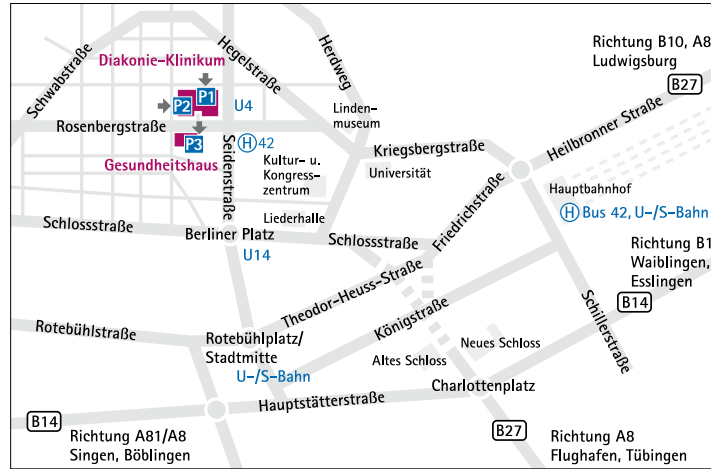 Schwabstraße
Diakonie-Klinikum
Hegelstraße
Herdweg
Richtung B10, A8
Ludwigsburg
B27
P1
P2
U4
Linden-
museum
Rosenbergstraße
P3
Gesundheitshaus
Seidenstraße
H 42
Kultur- u.
Kongress-
zentrum
Kriegsbergstraße
Universität
Heilbronner Straße
Hauptbahnhof
H Bus 42, U-/S-Bahn
Liederhalle
Schlossstraße
Berliner Platz
U14
Schlossstraße
Friedrichstraße
Richtung B1
Waiblingen,
Esslingen
B14
Theodor-Heuss-Straße
Schillerstraße
Rotebühlstraße
Rotebühlplatz/
Stadtmitte
U-/S-Bahn
Königstraße
Neues Schloss
Altes Schloss
Charlottenplatz
Hauptstätterstraße
B14
Richtung A81/A8
Singen, Böblingen
B27
Richtung A8
Flughafen, Tübingen